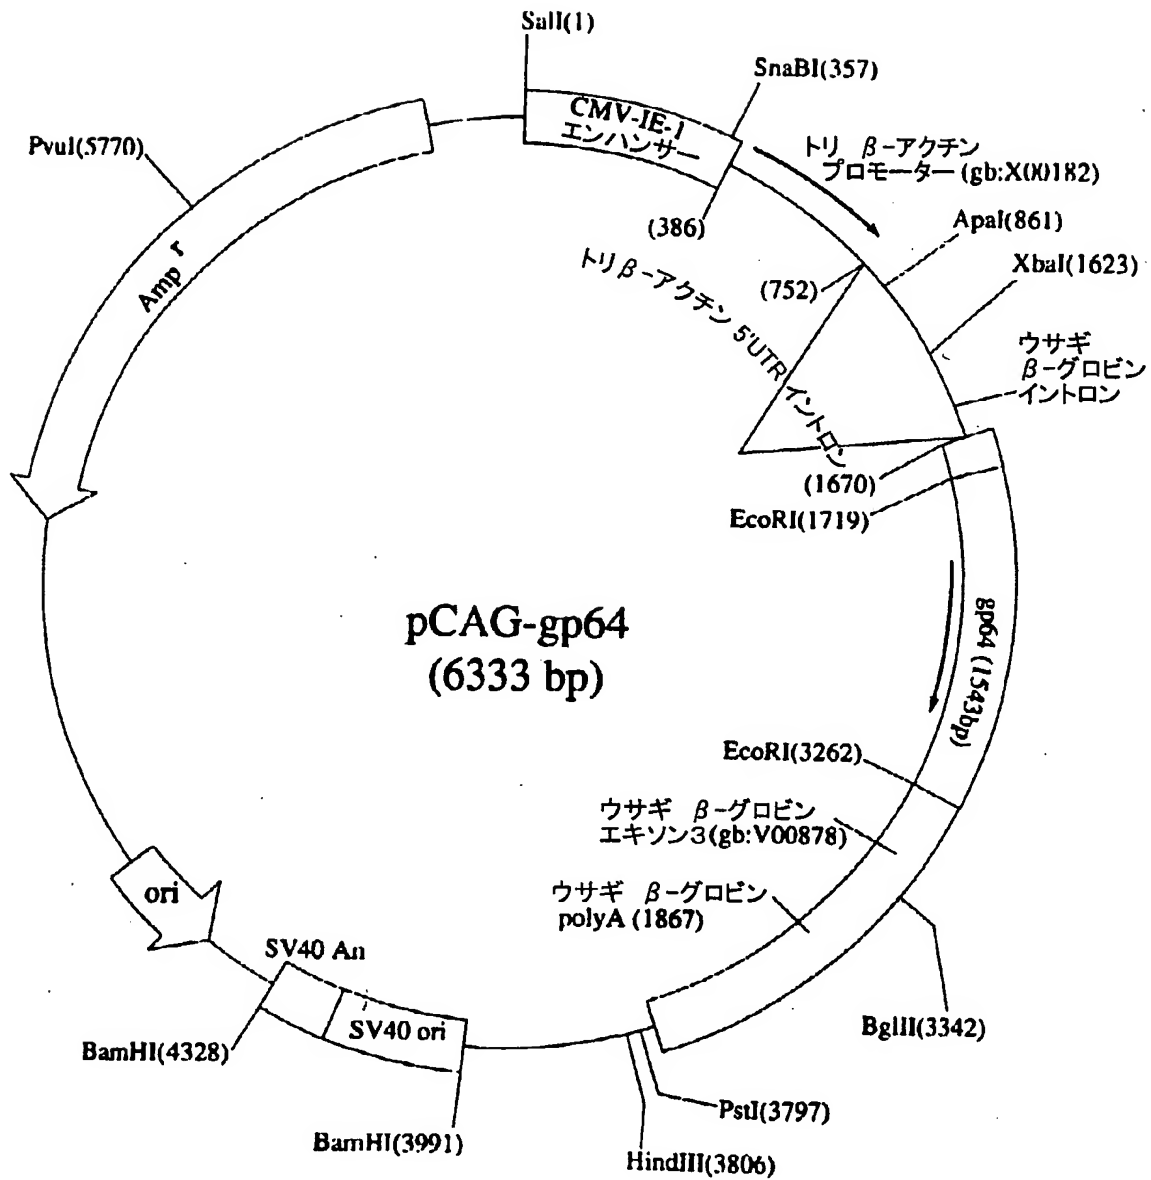 SalI(1)
SnaBI(357)
CMV-IE-1
エンハンサー
トリ β-アクチン
プロモーター (gb:X00182)
PvuI(5770)
(386)
ApaI(861)
XbaI(1623)
(752)
トリβ-アクチン 5'UTR イントロン
Amp r
ウサギ
β-グロビン
イントロン
(1670)
EcoRI(1719)
gp64 (1543bp)
pCAG-gp64
(6333 bp)
EcoRI(3262)
ウサギ β-グロビン
エキソン3(gb:V00878)
ウサギ β-グロビン
polyA (1867)
ori
SV40 An
SV40 ori
BglII(3342)
BamHI(4328)
PstI(3797)
BamHI(3991)
HindIII(3806)